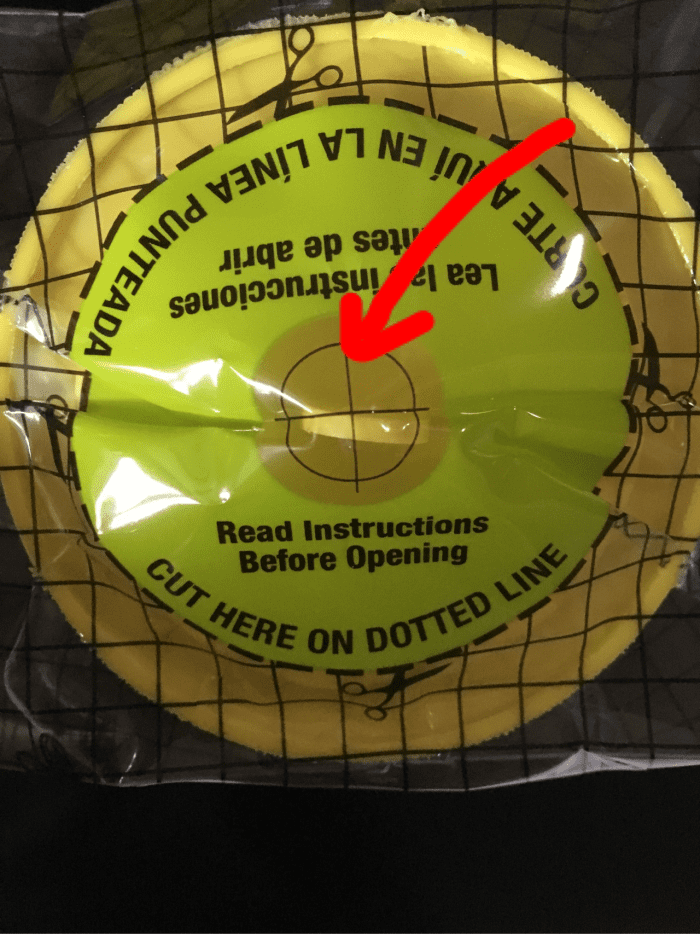 CORTE AQUÍ EN LA LÍNEA PUNTEADA
Lea las instrucciones
antes de abrir
Read Instructions
Before Opening
CUT HERE ON DOTTED LINE